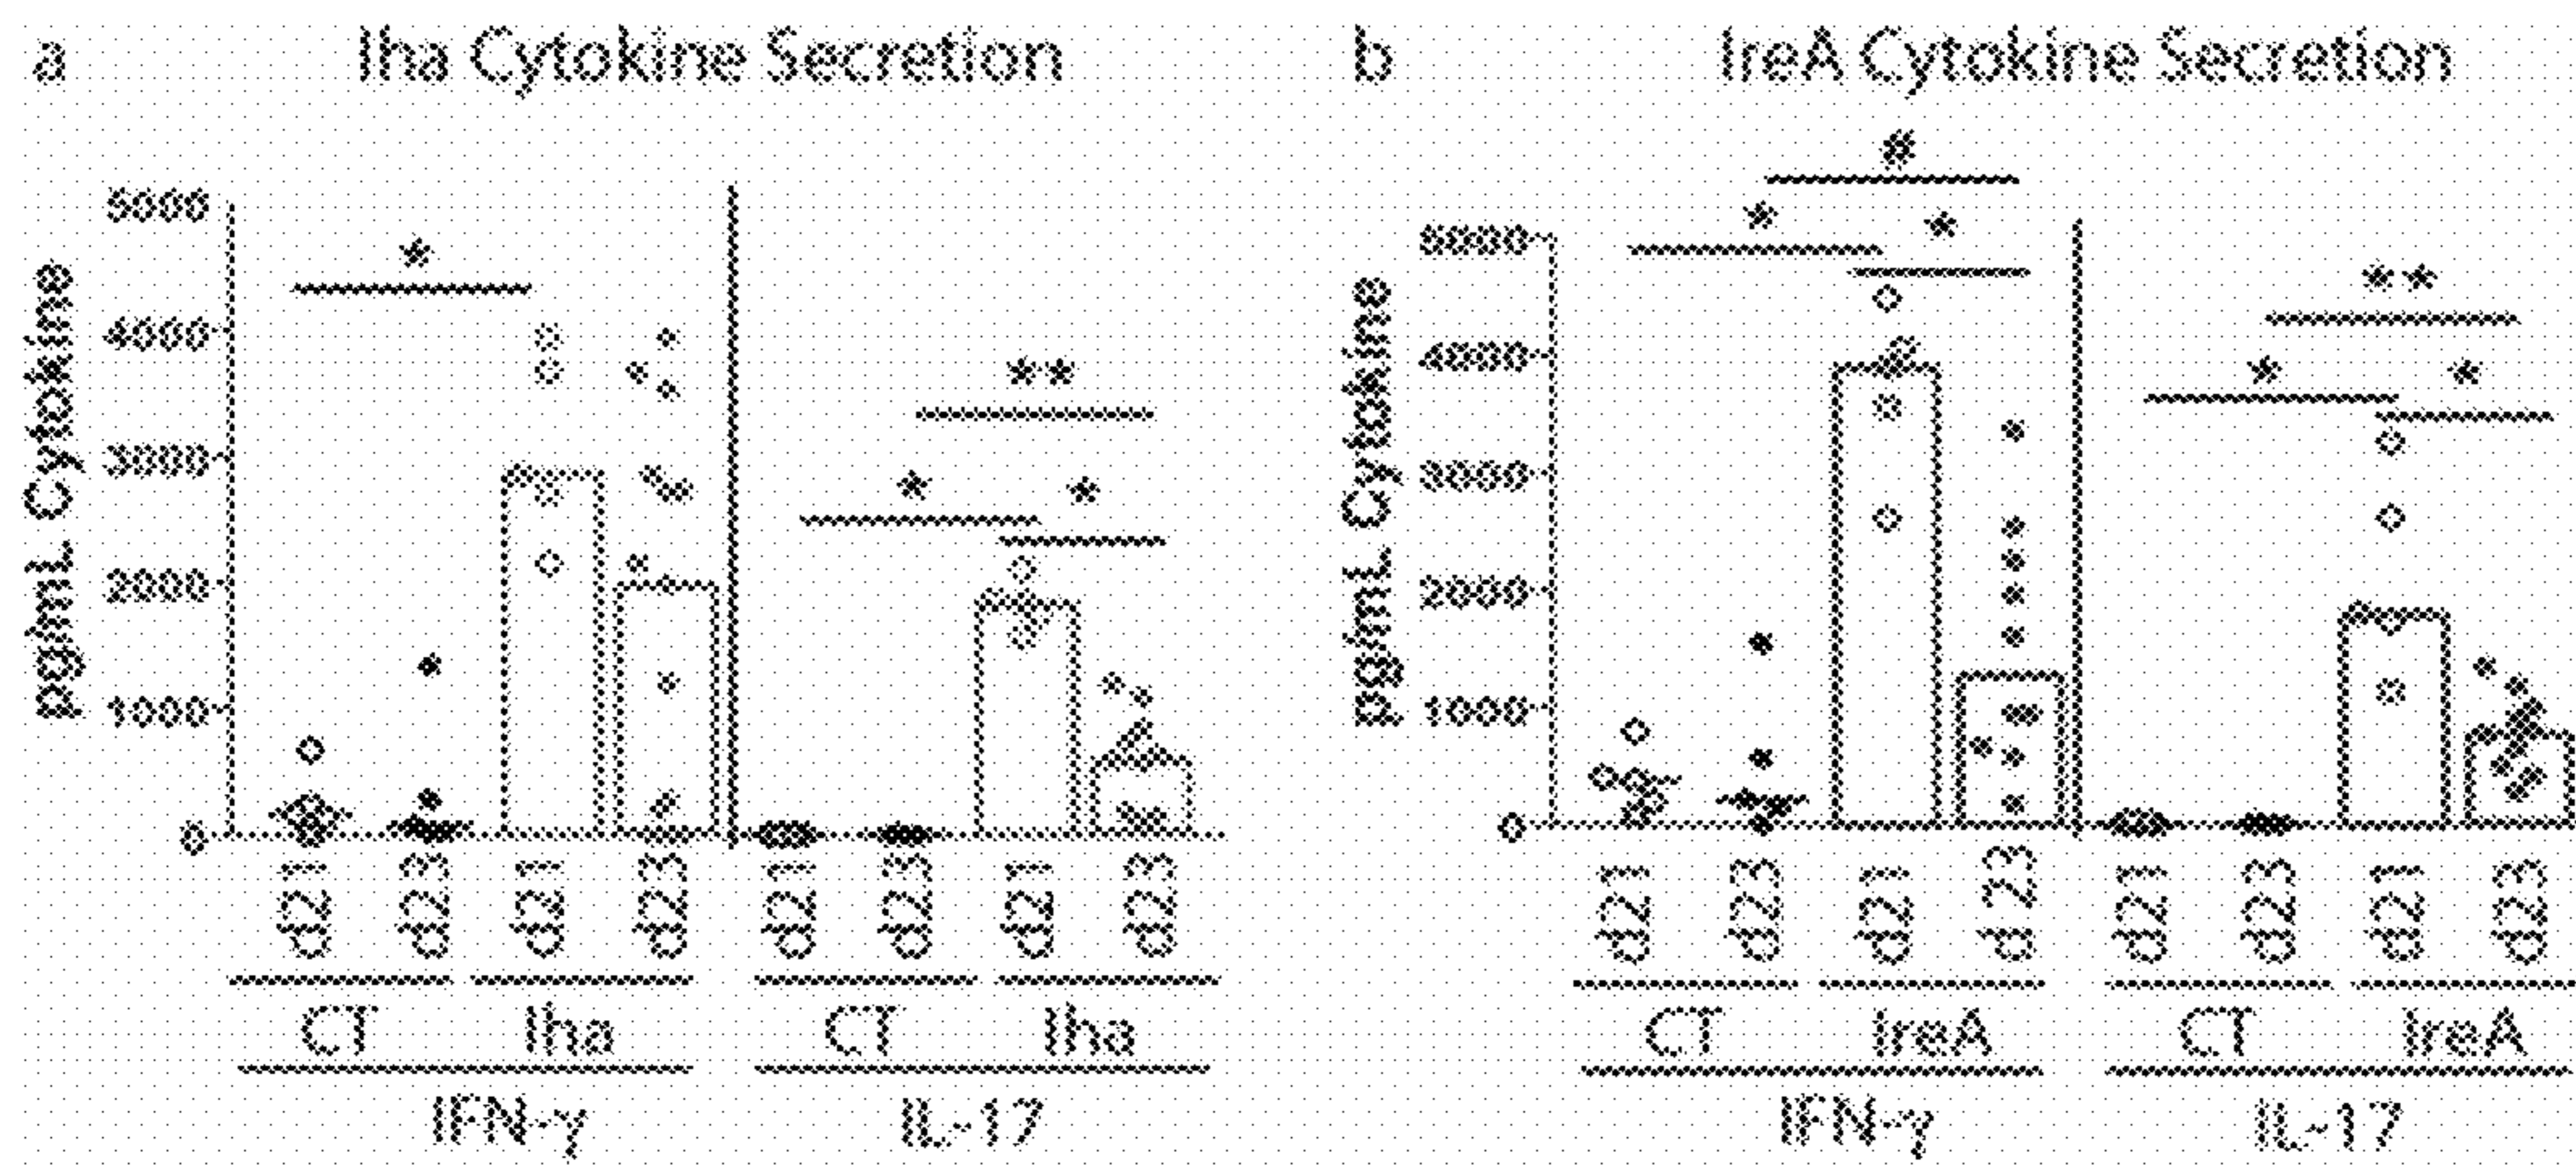 a Iha Cytokine Secretion
pg/mL Cytokine
5000
4000
3000
2000
1000
0
*
*
**
*
d21 d23 d21 d23 d21 d23 d21 d23
CT Iha CT Iha
IFN-γ IL-17
b IreA Cytokine Secretion
pg/mL Cytokine
5000
4000
3000
2000
1000
0
#
* *
**
* *
d21 d23 d21 d 23 d21 d23 d21 d23
CT IreA CT IreA
IFN-γ IL-17